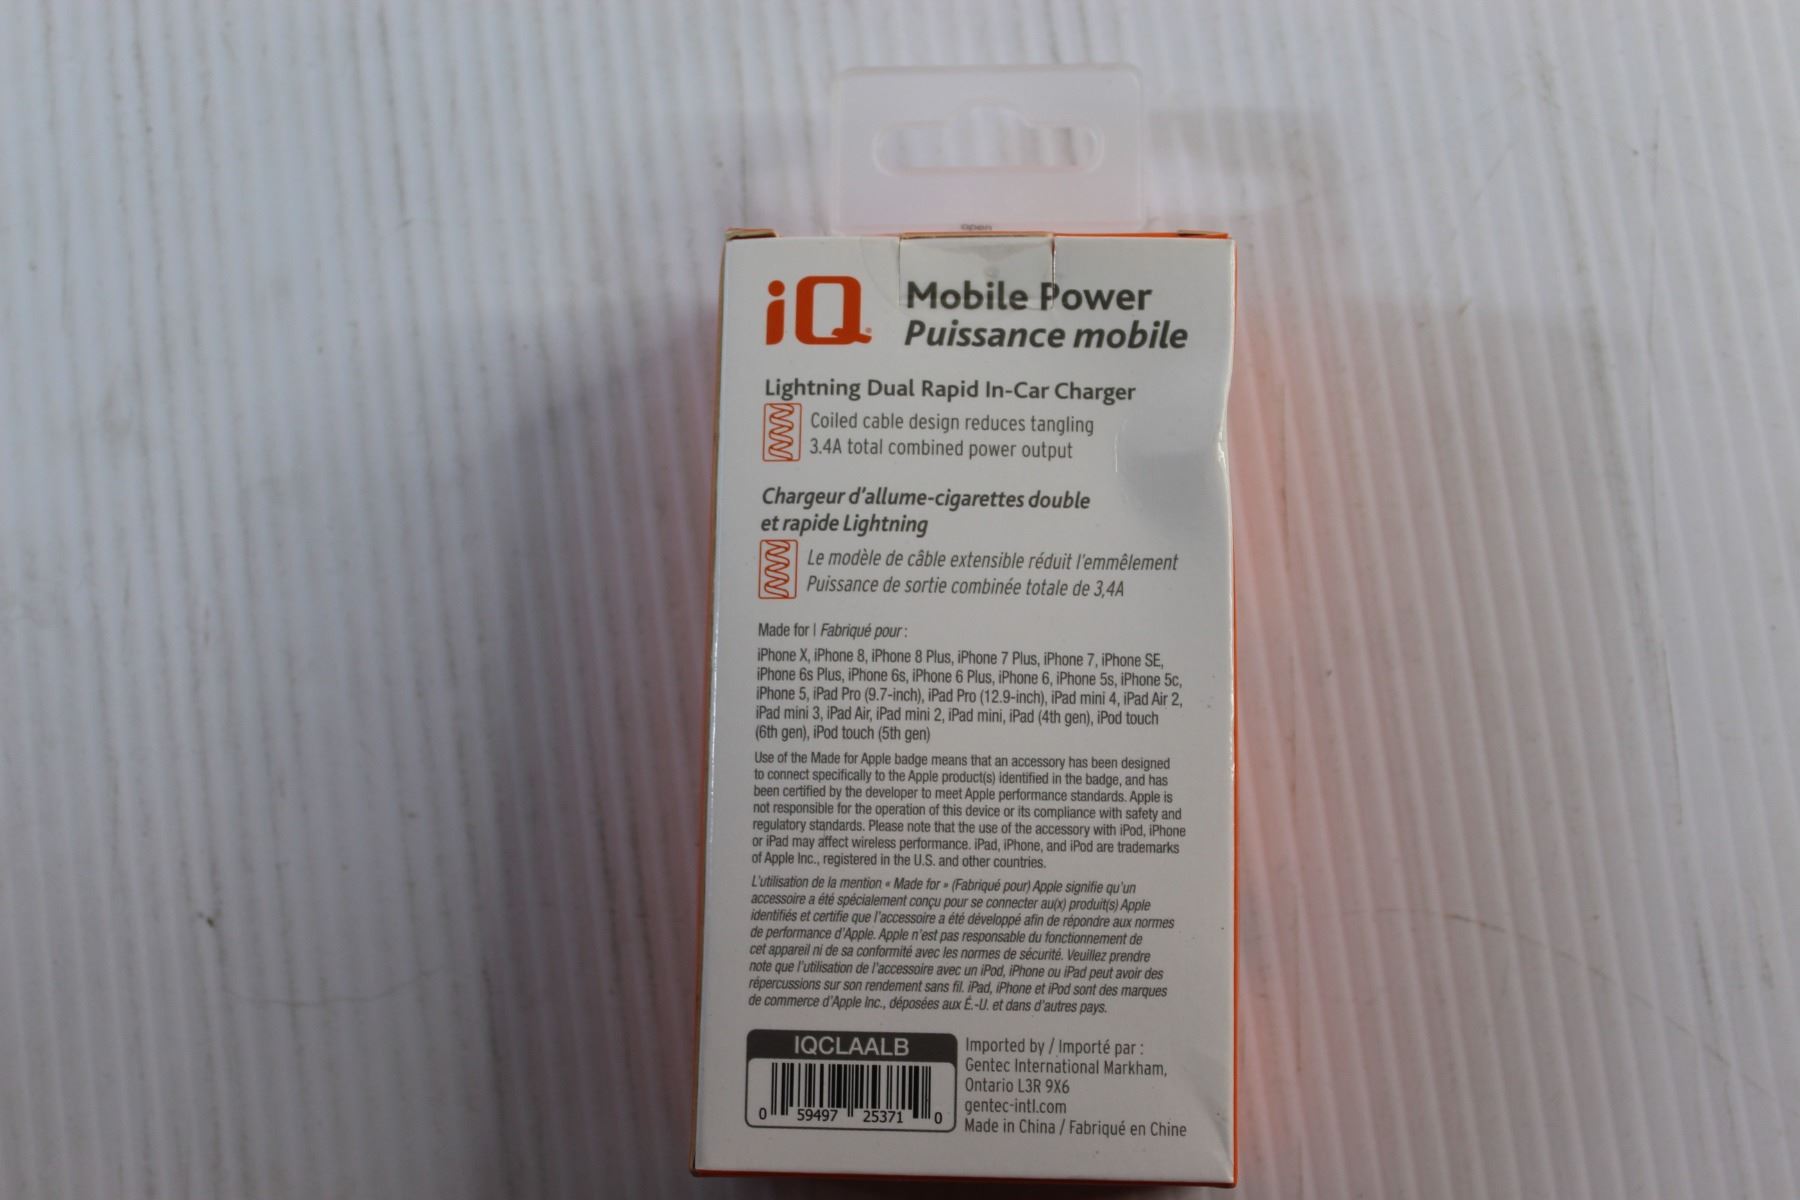 open
iQ®
Mobile Power
Puissance mobile
Lightning Dual Rapid In-Car Charger
Coiled cable design reduces tangling
3.4A total combined power output
Chargeur d'allume-cigarettes double
et rapide Lightning
Le modèle de câble extensible réduit l'emmêlement
Puissance de sortie combinée totale de 3,4A
Made for | Fabriqué pour :
iPhone X, iPhone 8, iPhone 8 Plus, iPhone 7 Plus, iPhone 7, iPhone SE,
iPhone 6s Plus, iPhone 6s, iPhone 6 Plus, iPhone 6, iPhone 5s, iPhone 5c,
iPhone 5, iPad Pro (9.7-inch), iPad Pro (12.9-inch), iPad mini 4, iPad Air 2,
iPad mini 3, iPad Air, iPad mini 2, iPad mini, iPad (4th gen), iPod touch
(6th gen), iPod touch (5th gen)
Use of the Made for Apple badge means that an accessory has been designed
to connect specifically to the Apple product(s) identified in the badge, and has
been certified by the developer to meet Apple performance standards. Apple is
not responsible for the operation of this device or its compliance with safety and
regulatory standards. Please note that the use of the accessory with iPod, iPhone
or iPad may affect wireless performance. iPad, iPhone, and iPod are trademarks
of Apple Inc., registered in the U.S. and other countries.
L'utilisation de la mention « Made for » (Fabriqué pour) Apple signifie qu'un
accessoire a été spécialement conçu pour se connecter au(x) produit(s) Apple
identifiés et certifie que l'accessoire a été développé afin de répondre aux normes
de performance d'Apple. Apple n'est pas responsable du fonctionnement de
cet appareil ni de sa conformité avec les normes de sécurité. Veuillez prendre
note que l'utilisation de l'accessoire avec un iPod, iPhone ou iPad peut avoir des
répercussions sur son rendement sans fil. iPad, iPhone et iPod sont des marques
de commerce d'Apple Inc., déposées aux É.-U. et dans d'autres pays.
IQCLAALB
0 59497 25371 0
Imported by / Importé par :
Gentec International Markham,
Ontario L3R 9X6
gentec-intl.com
Made in China / Fabriqué en Chine